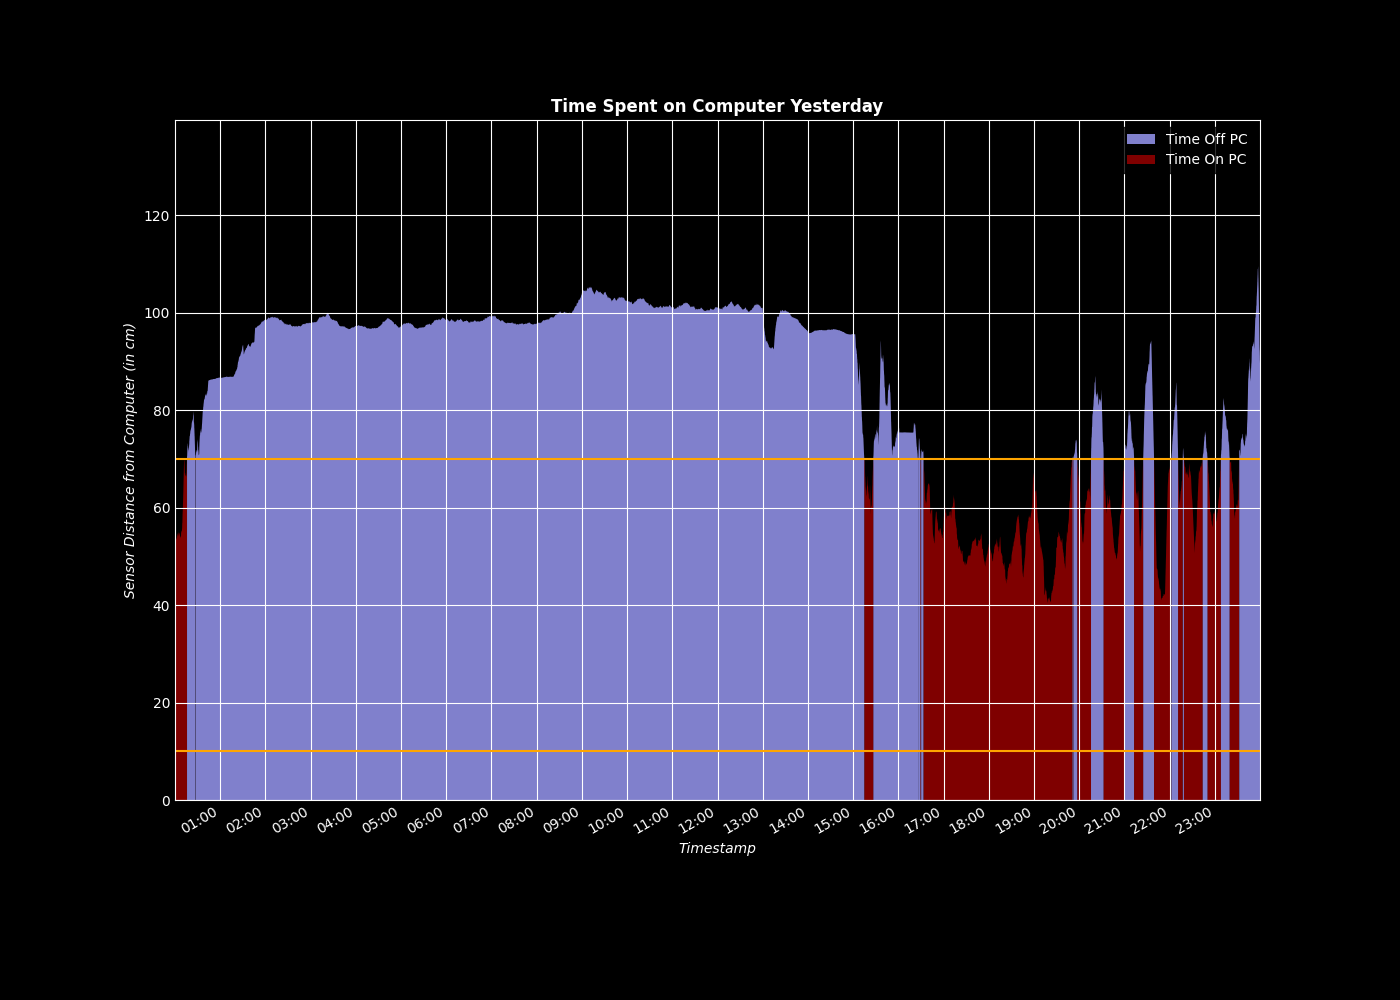 Time Spent on Computer Yesterday
Time Off PC
Time On PC
120
100
80
60
40
20
0
Sensor Distance from Computer (in cm)
01:00 02:00 03:00 04:00 05:00 06:00 07:00 08:00 09:00 10:00 11:00 12:00 13:00 14:00 15:00 16:00 17:00 18:00 19:00 20:00 21:00 22:00 23:00
Timestamp